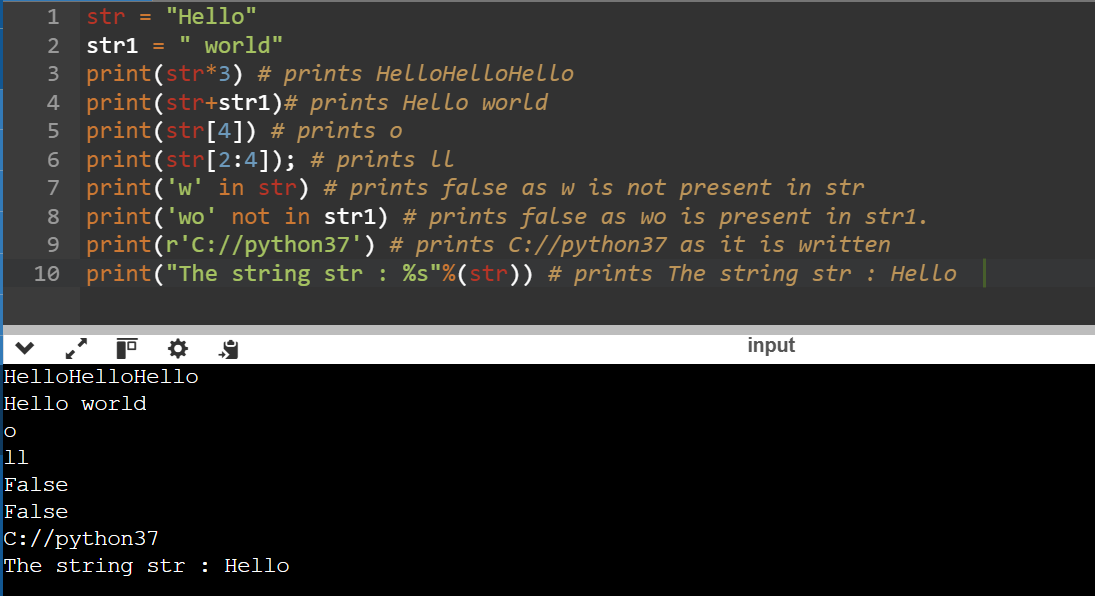 1 str = "Hello"
2 str1 = " world"
3 print(str*3) # prints HelloHelloHello
4 print(str+str1)# prints Hello world
5 print(str[4]) # prints o
6 print(str[2:4]); # prints ll
7 print('w' in str) # prints false as w is not present in str
8 print('wo' not in str1) # prints false as wo is present in str1.
9 print(r'C://python37') # prints C://python37 as it is written
10 print("The string str : %s"%(str)) # prints The string str : Hello
input
HelloHelloHello
Hello world
o
ll
False
False
C://python37
The string str : Hello